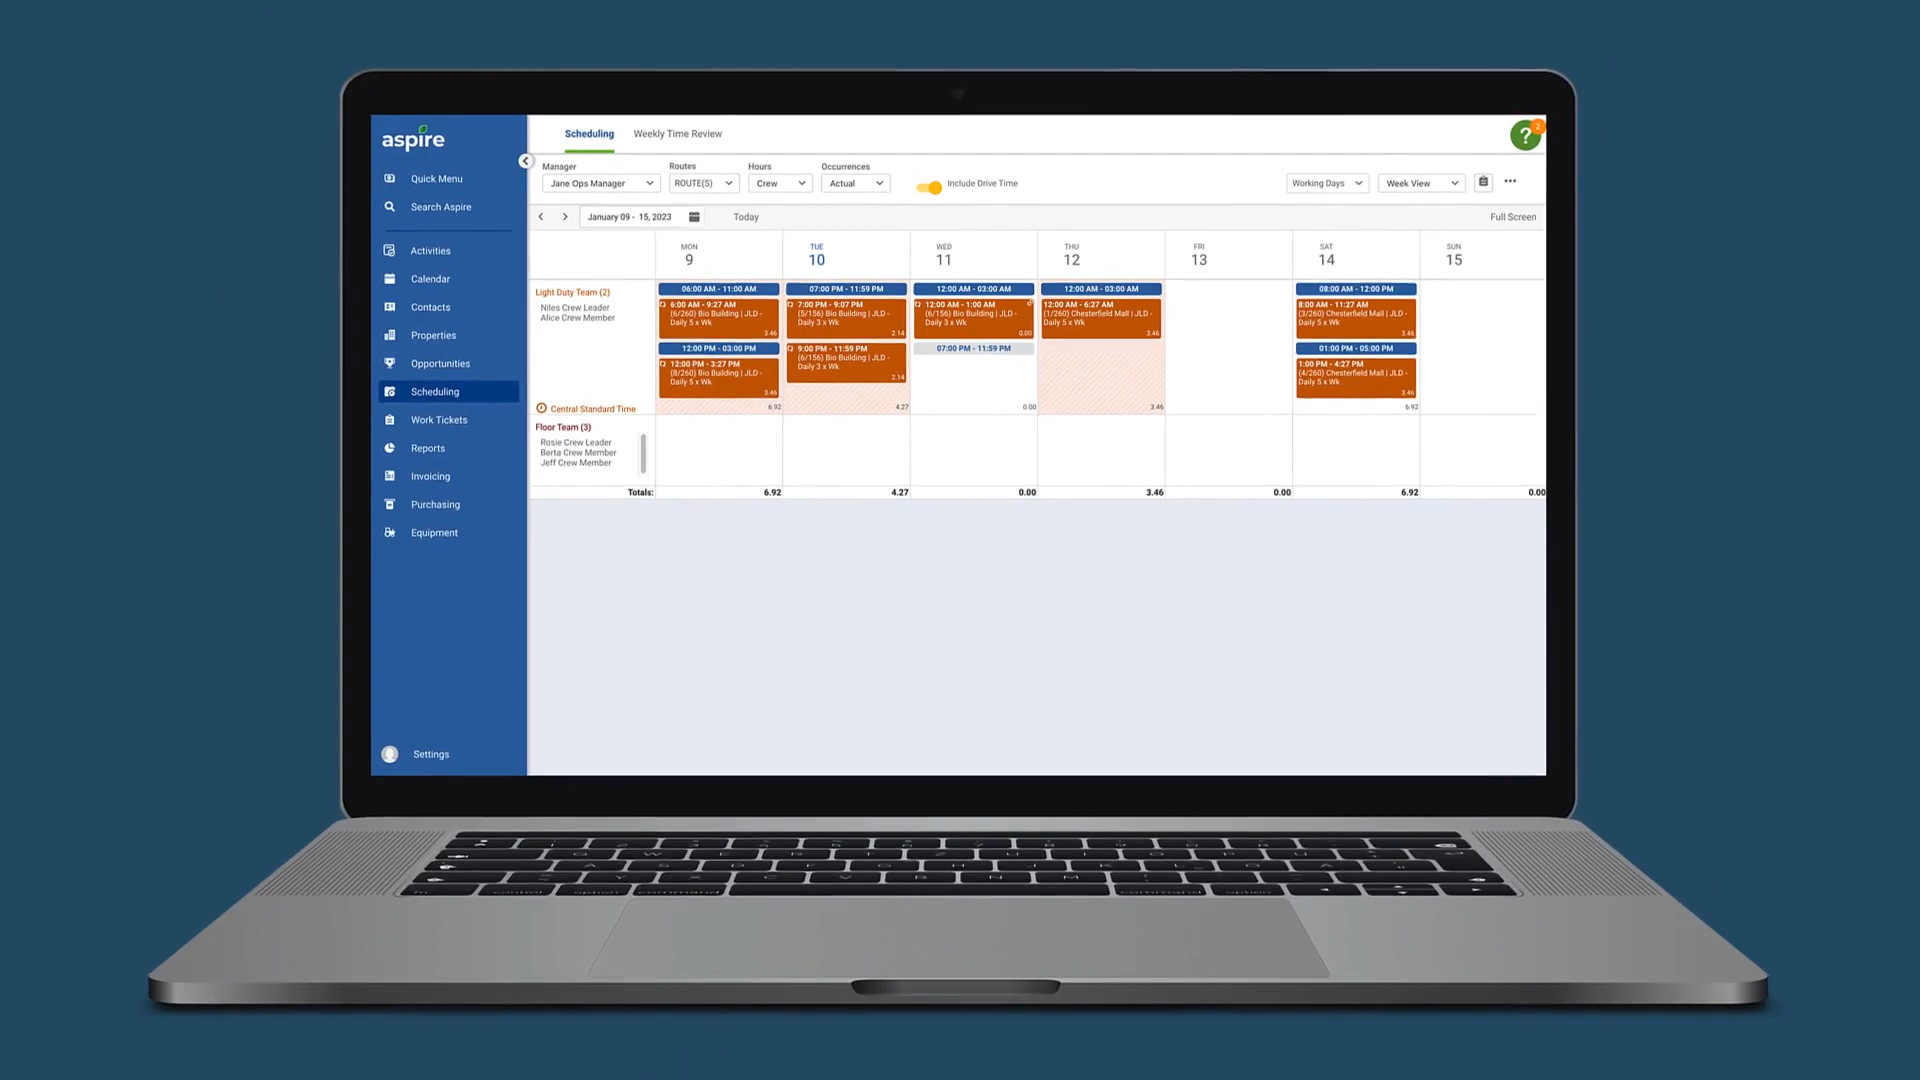 aspire
Quick Menu
Search Aspire
Activities
Calendar
Contacts
Properties
Opportunities
Scheduling
Work Tickets
Reports
Invoicing
Purchasing
Equipment
Settings
Scheduling Weekly Time Review
? 2
Manager Routes Hours Occurrences
Jane Ops Manager ROUTE(S) Crew Actual Include Drive Time Working Days Week View
January 09 - 15, 2023 Today Full Screen
MON TUE WED THU FRI SAT SUN
9 10 11 12 13 14 15
Light Duty Team (2)
Niles Crew Leader
Alice Crew Member
Central Standard Time
06:00 AM - 11:00 AM
6:00 AM - 9:27 AM
(6/260) Bio Building | JLD -
Daily 5 x Wk
3.46
12:00 PM - 03:00 PM
12:00 PM - 3:27 PM
(8/260) Bio Building | JLD -
Daily 5 x Wk
3.46
6.92
07:00 PM - 11:59 PM
7:00 PM - 9:07 PM
(5/156) Bio Building | JLD -
Daily 3 x Wk
2.14
9:00 PM - 11:59 PM
(6/156) Bio Building | JLD -
Daily 3 x Wk
2.14
4.27
12:00 AM - 03:00 AM
12:00 AM - 1:00 AM
(6/156) Bio Building | JLD -
Daily 3 x Wk
0.00
07:00 PM - 11:59 PM
0.00
12:00 AM - 03:00 AM
12:00 AM - 6:27 AM
(1/260) Chesterfield Mall | JLD -
Daily 5 x Wk
3.46
3.46
08:00 AM - 12:00 PM
8:00 AM - 11:27 AM
(3/260) Chesterfield Mall | JLD -
Daily 5 x Wk
3.46
01:00 PM - 05:00 PM
1:00 PM - 4:27 PM
(4/260) Chesterfield Mall | JLD -
Daily 5 x Wk
3.46
6.92
Floor Team (3)
Rosie Crew Leader
Berta Crew Member
Jeff Crew Member
Totals: 6.92 4.27 0.00 3.46 0.00 6.92 0.00